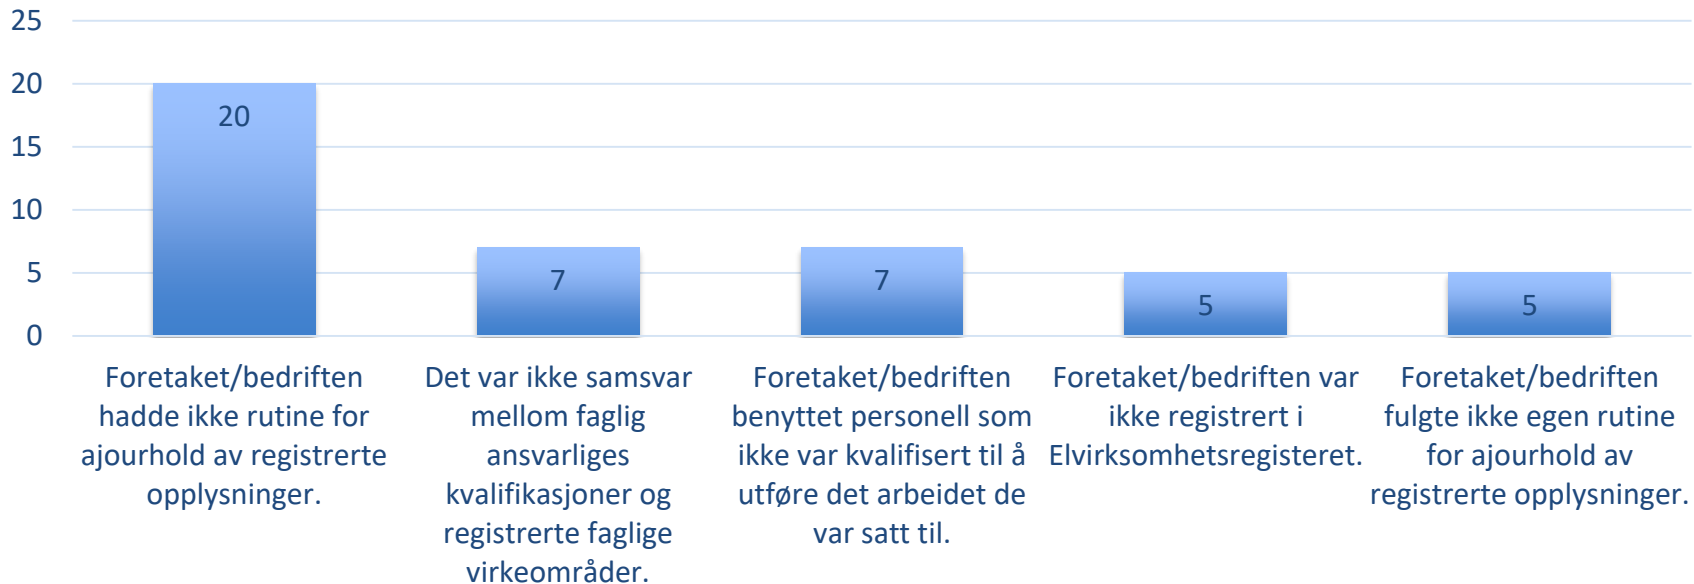 25
20
15
10
5
0
20
7
7
5
5
Foretaket/bedriften
hadde ikke rutine for
ajourhold av registrerte
opplysninger.
Det var ikke samsvar
mellom faglig
ansvarliges
kvalifikasjoner og
registrerte faglige
virkeområder.
Foretaket/bedriften
benyttet personell som
ikke var kvalifisert til å
utføre det arbeidet de
var satt til.
Foretaket/bedriften var
ikke registrert i
Elvirksomhetsregisteret.
Foretaket/bedriften
fulgte ikke egen rutine
for ajourhold av
registrerte opplysninger.